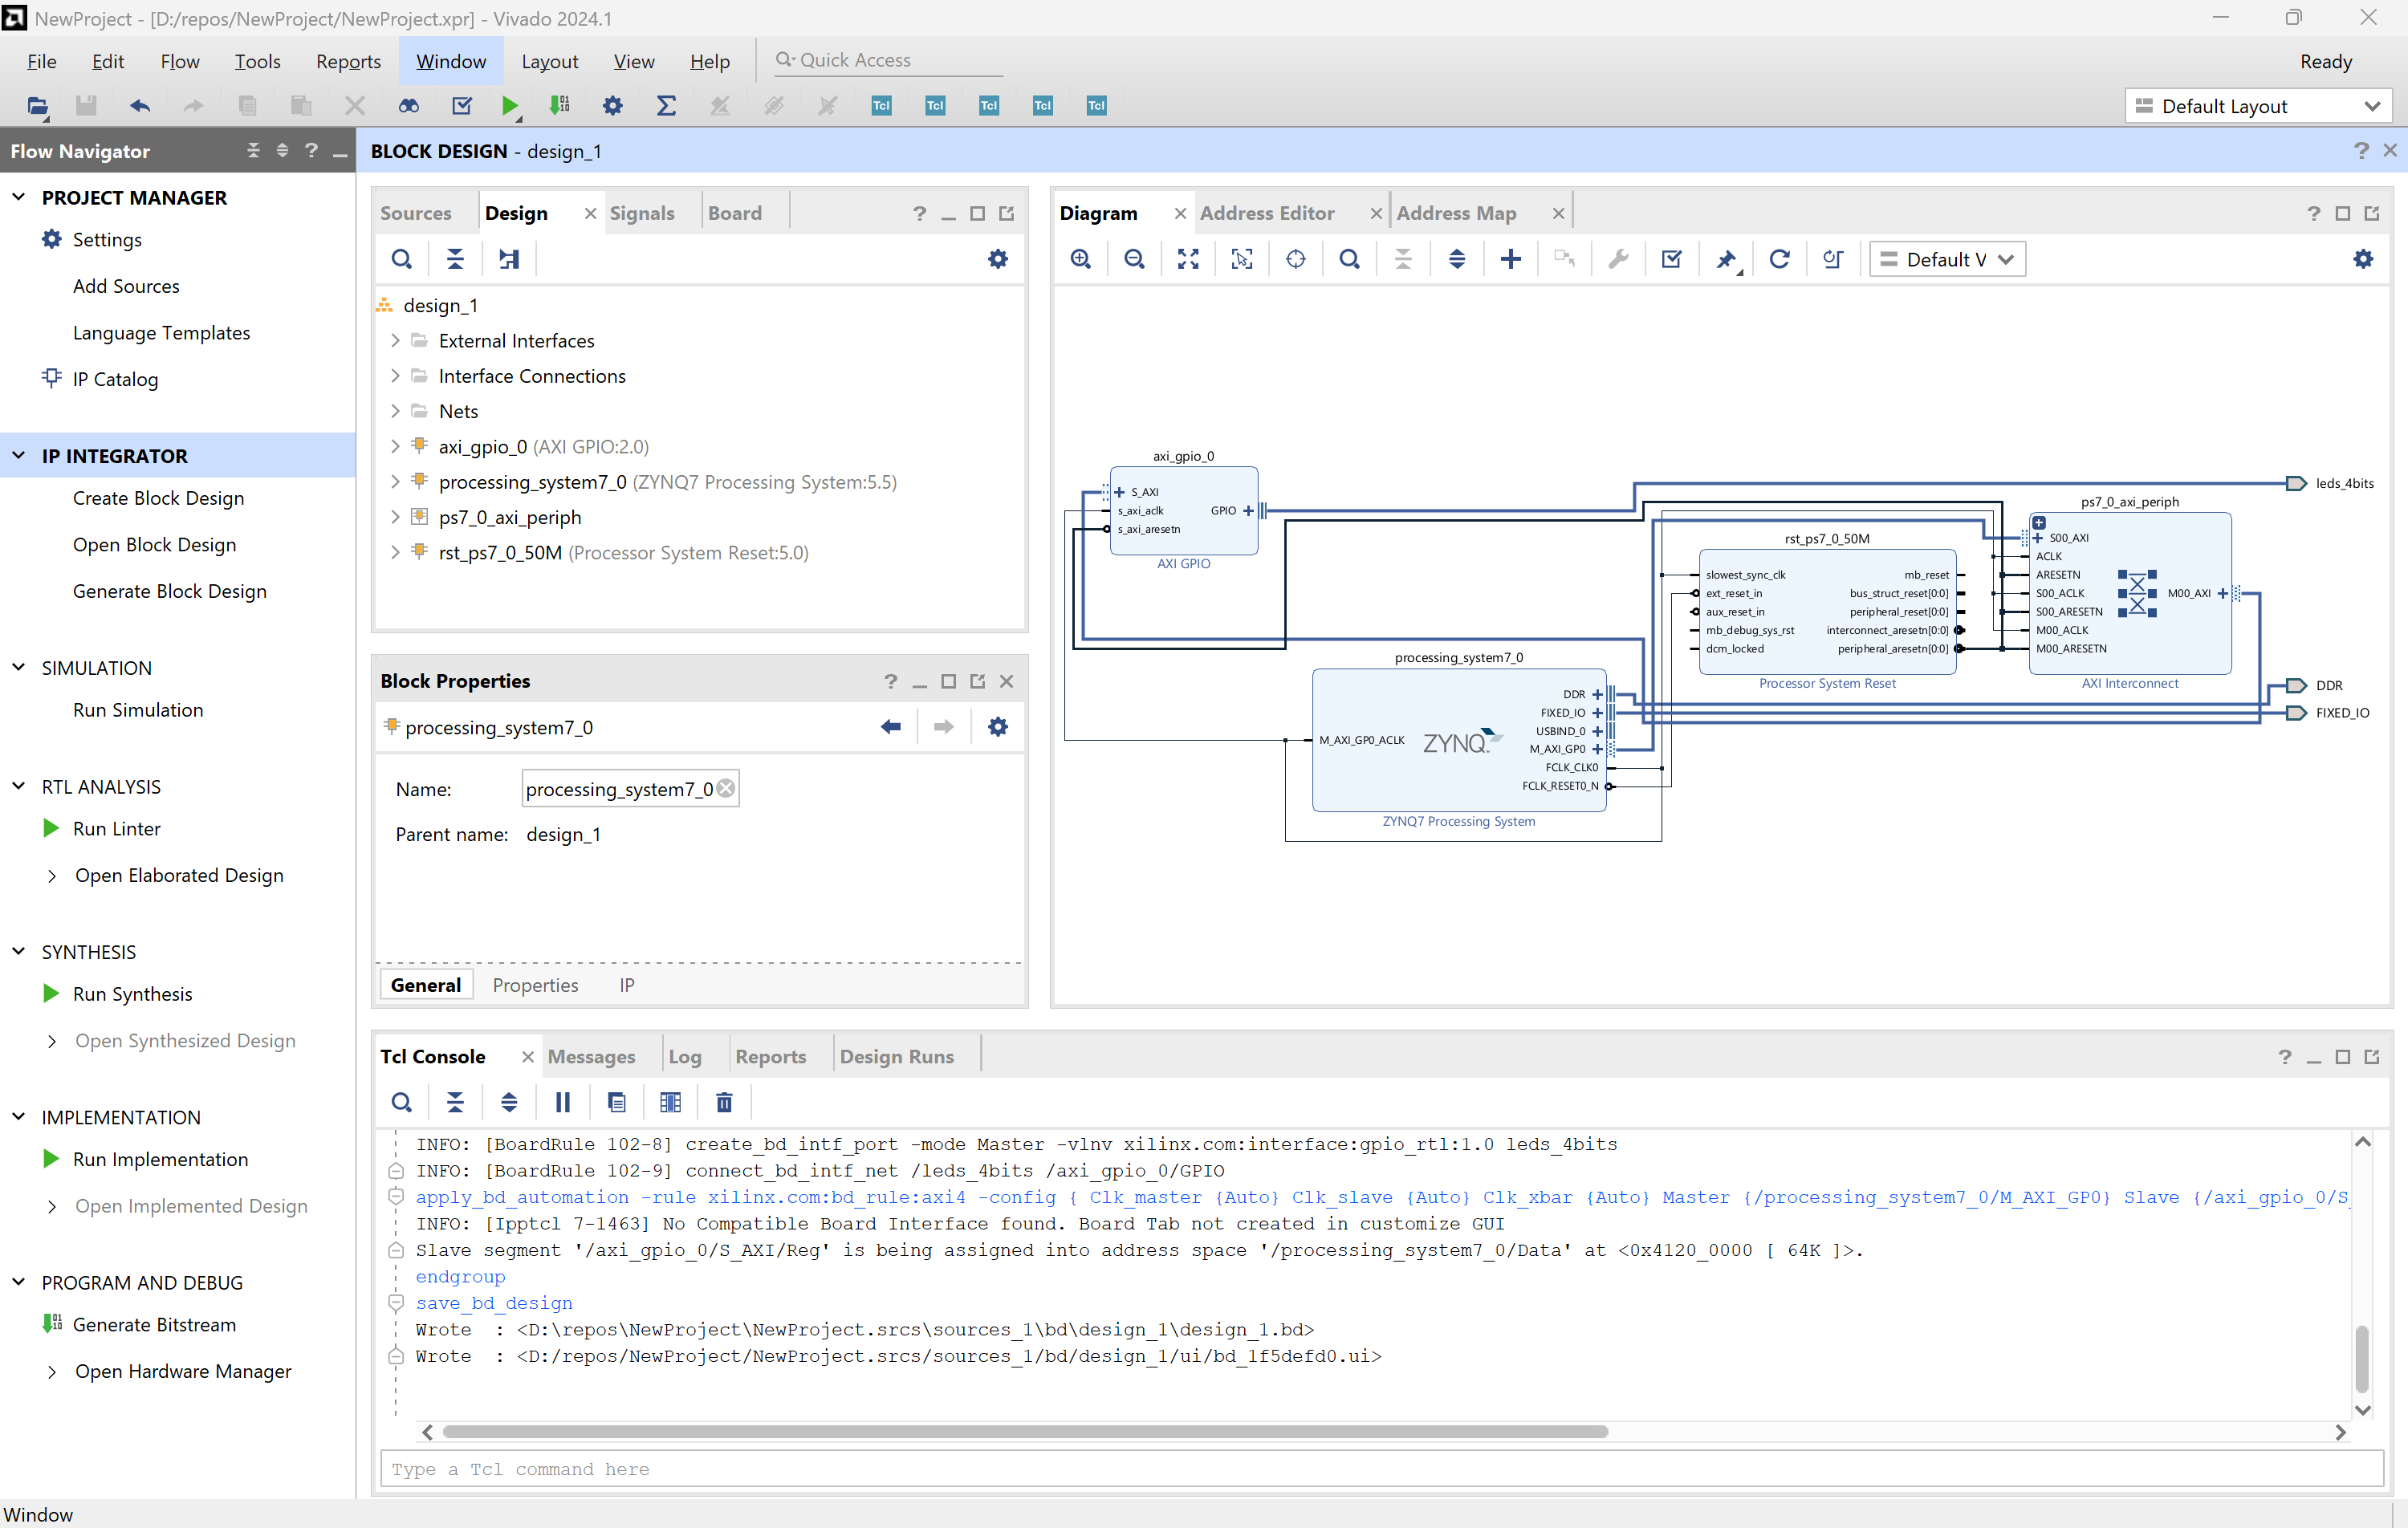 NewProject - [D:/repos/NewProject/NewProject.xpr] - Vivado 2024.1
File Edit Flow Tools Reports Window Layout View Help Quick Access Ready
Tcl Tcl Tcl Tcl Tcl Default Layout
Flow Navigator
PROJECT MANAGER
Settings
Add Sources
Language Templates
IP Catalog
IP INTEGRATOR
Create Block Design
Open Block Design
Generate Block Design
SIMULATION
Run Simulation
RTL ANALYSIS
Run Linter
Open Elaborated Design
SYNTHESIS
Run Synthesis
Open Synthesized Design
IMPLEMENTATION
Run Implementation
Open Implemented Design
PROGRAM AND DEBUG
Generate Bitstream
Open Hardware Manager
BLOCK DESIGN - design_1
Sources Design Signals Board
design_1
External Interfaces
Interface Connections
Nets
axi_gpio_0 (AXI GPIO:2.0)
processing_system7_0 (ZYNQ7 Processing System:5.5)
ps7_0_axi_periph
rst_ps7_0_50M (Processor System Reset:5.0)
Block Properties
processing_system7_0
Name: processing_system7_0
Parent name: design_1
General Properties IP
Diagram Address Editor Address Map
Default V
axi_gpio_0
S_AXI
s_axi_aclk
s_axi_aresetn
GPIO
AXI GPIO
processing_system7_0
M_AXI_GP0_ACLK
ZYNQ
DDR
FIXED_IO
USBIND_0
M_AXI_GP0
FCLK_CLK0
FCLK_RESET0_N
ZYNQ7 Processing System
rst_ps7_0_50M
slowest_sync_clk
ext_reset_in
aux_reset_in
mb_debug_sys_rst
dcm_locked
mb_reset
bus_struct_reset[0:0]
peripheral_reset[0:0]
interconnect_aresetn[0:0]
peripheral_aresetn[0:0]
Processor System Reset
ps7_0_axi_periph
S00_AXI
ACLK
ARESETN
S00_ACLK
S00_ARESETN
M00_ACLK
M00_ARESETN
M00_AXI
AXI Interconnect
leds_4bits
DDR
FIXED_IO
Tcl Console Messages Log Reports Design Runs
INFO: [BoardRule 102-8] create_bd_intf_port -mode Master -vlnv xilinx.com:interface:gpio_rtl:1.0 leds_4bits
INFO: [BoardRule 102-9] connect_bd_intf_net /leds_4bits /axi_gpio_0/GPIO
apply_bd_automation -rule xilinx.com:bd_rule:axi4 -config { Clk_master {Auto} Clk_slave {Auto} Clk_xbar {Auto} Master {/processing_system7_0/M_AXI_GP0} Slave {/axi_gpio_0/S_
INFO: [Ipptcl 7-1463] No Compatible Board Interface found. Board Tab not created in customize GUI
Slave segment '/axi_gpio_0/S_AXI/Reg' is being assigned into address space '/processing_system7_0/Data' at <0x4120_0000 [ 64K ]>.
endgroup
save_bd_design
Wrote  : <D:\repos\NewProject\NewProject.srcs\sources_1\bd\design_1\design_1.bd>
Wrote  : <D:/repos/NewProject/NewProject.srcs/sources_1/bd/design_1/ui/bd_1f5defd0.ui>
Type a Tcl command here
Window